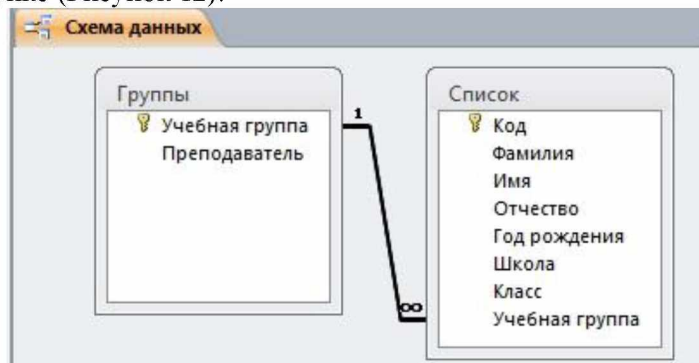 Схема данных
Группы
Учебная группа
Преподаватель
1
∞
Список
Код
Фамилия
Имя
Отчество
Год рождения
Школа
Класс
Учебная группа